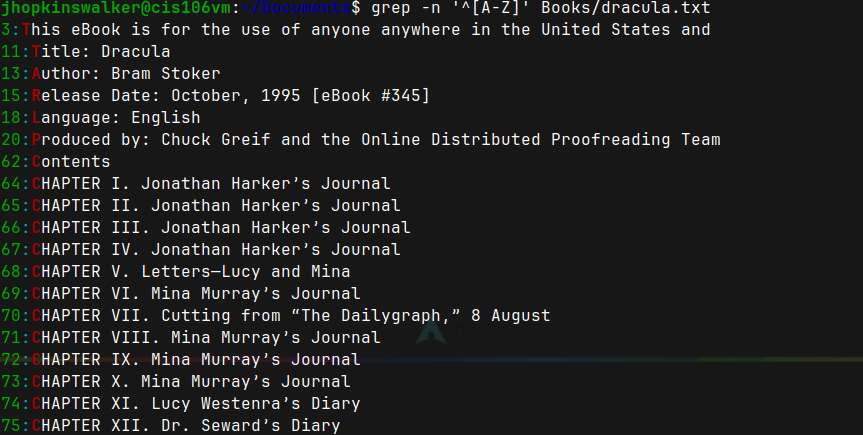 jhopkinswalker@cis106vm:~/Documents$ grep -n '^[A-Z]' Books/dracula.txt
3:This eBook is for the use of anyone anywhere in the United States and
11:Title: Dracula
13:Author: Bram Stoker
15:Release Date: October, 1995 [eBook #345]
18:Language: English
20:Produced by: Chuck Greif and the Online Distributed Proofreading Team
62:Contents
64:CHAPTER I. Jonathan Harker’s Journal
65:CHAPTER II. Jonathan Harker’s Journal
66:CHAPTER III. Jonathan Harker’s Journal
67:CHAPTER IV. Jonathan Harker’s Journal
68:CHAPTER V. Letters—Lucy and Mina
69:CHAPTER VI. Mina Murray’s Journal
70:CHAPTER VII. Cutting from “The Dailygraph,” 8 August
71:CHAPTER VIII. Mina Murray’s Journal
72:CHAPTER IX. Mina Murray’s Journal
73:CHAPTER X. Mina Murray’s Journal
74:CHAPTER XI. Lucy Westenra’s Diary
75:CHAPTER XII. Dr. Seward’s Diary